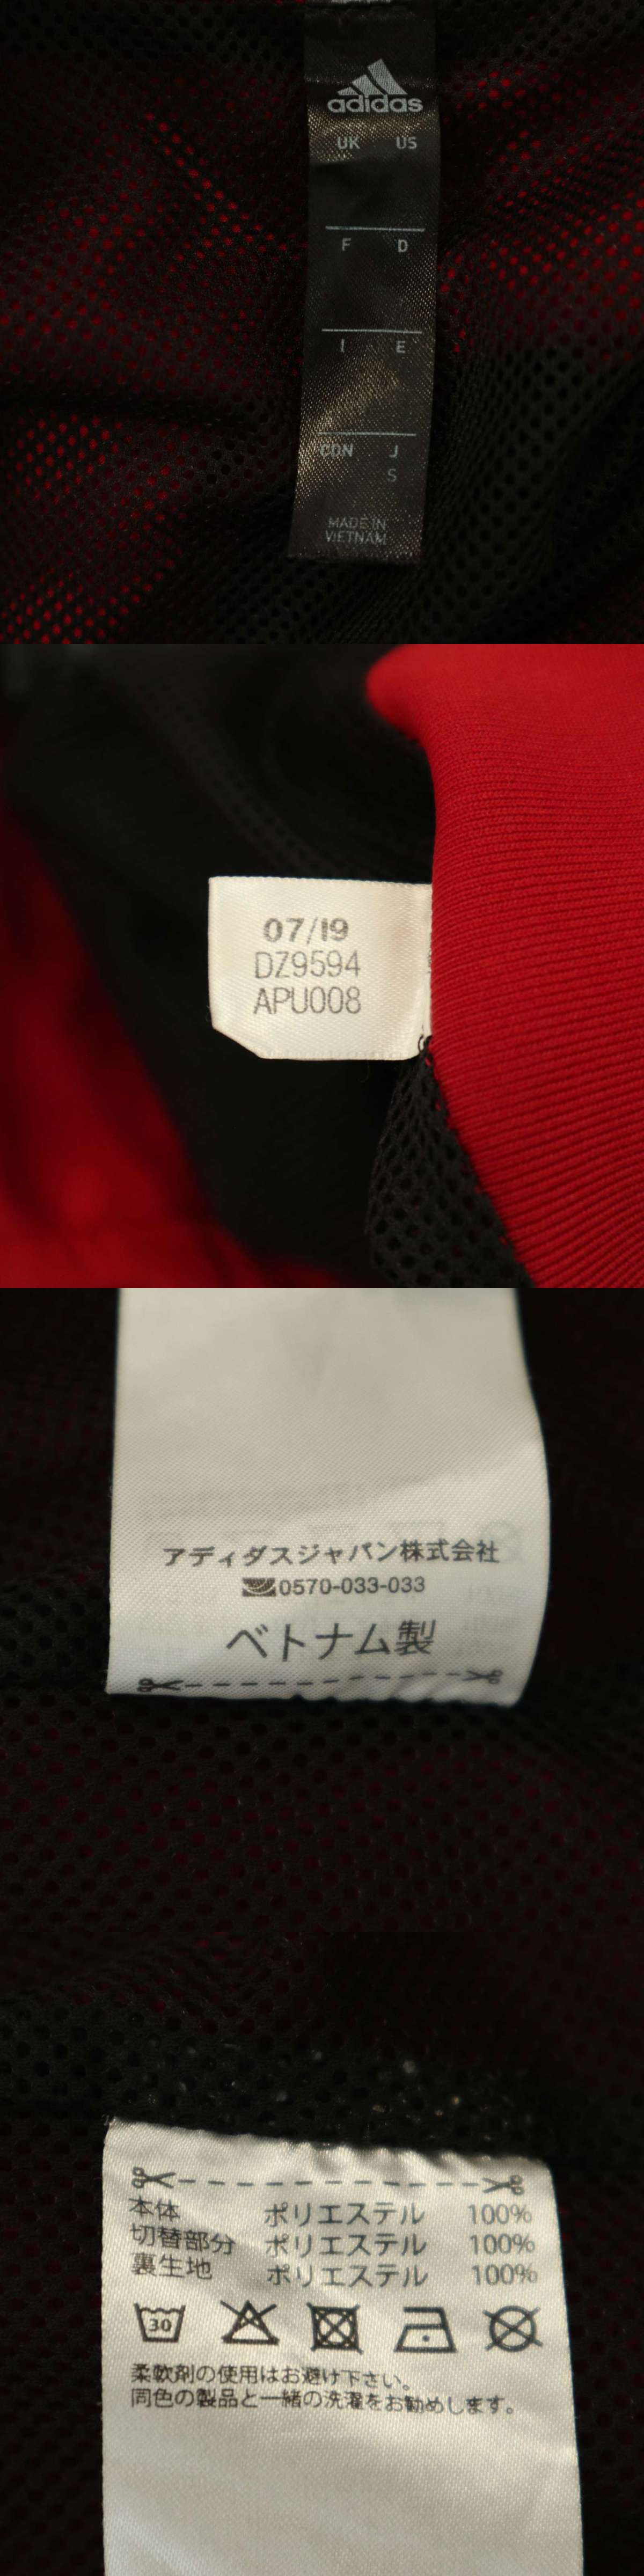 adidas
UK US
F D
I E
CDN J
S
MADE IN
VIETNAM
07/19
DZ9594
APU008
アディダスジャパン株式会社
0570-033-033
ベトナム製
本体 ポリエステル 100%
切替部分 ポリエステル 100%
裏生地 ポリエステル 100%
30
柔軟剤の使用はお避け下さい。
同色の製品と一緒の洗濯をお勧めします。